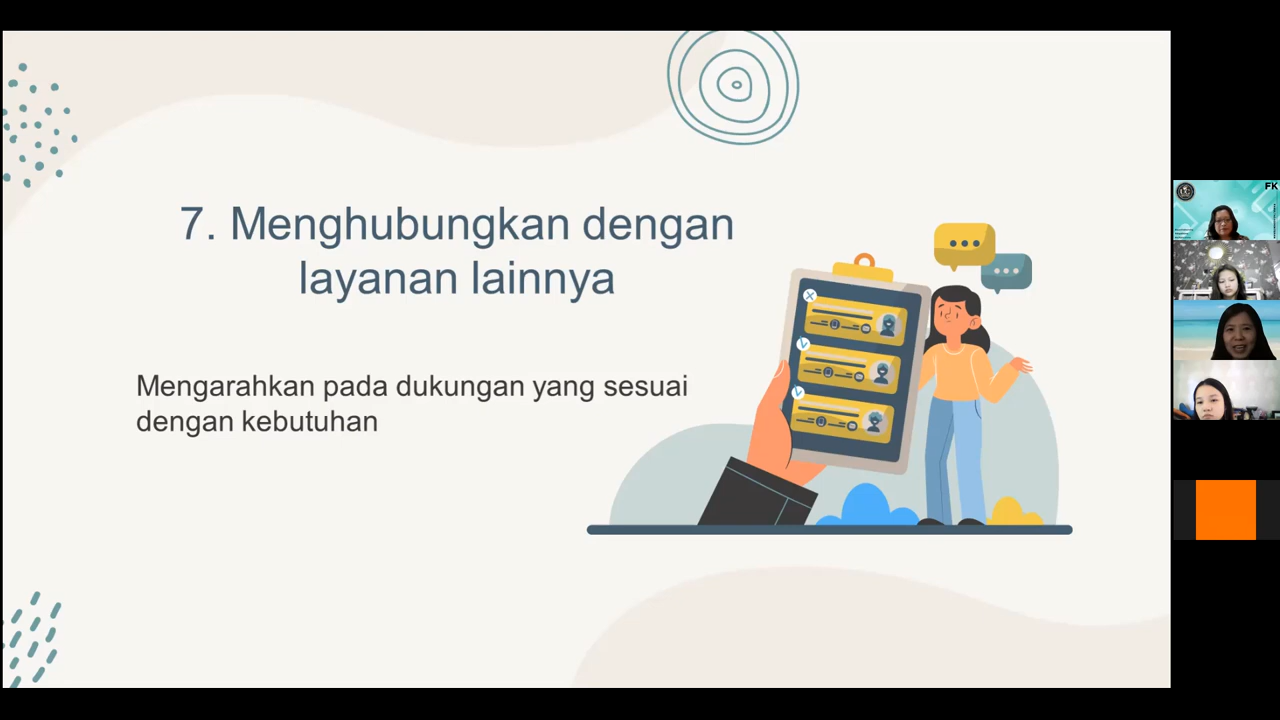 7. Menghubungkan dengan
layanan lainnya
Mengarahkan pada dukungan yang sesuai
dengan kebutuhan
FK